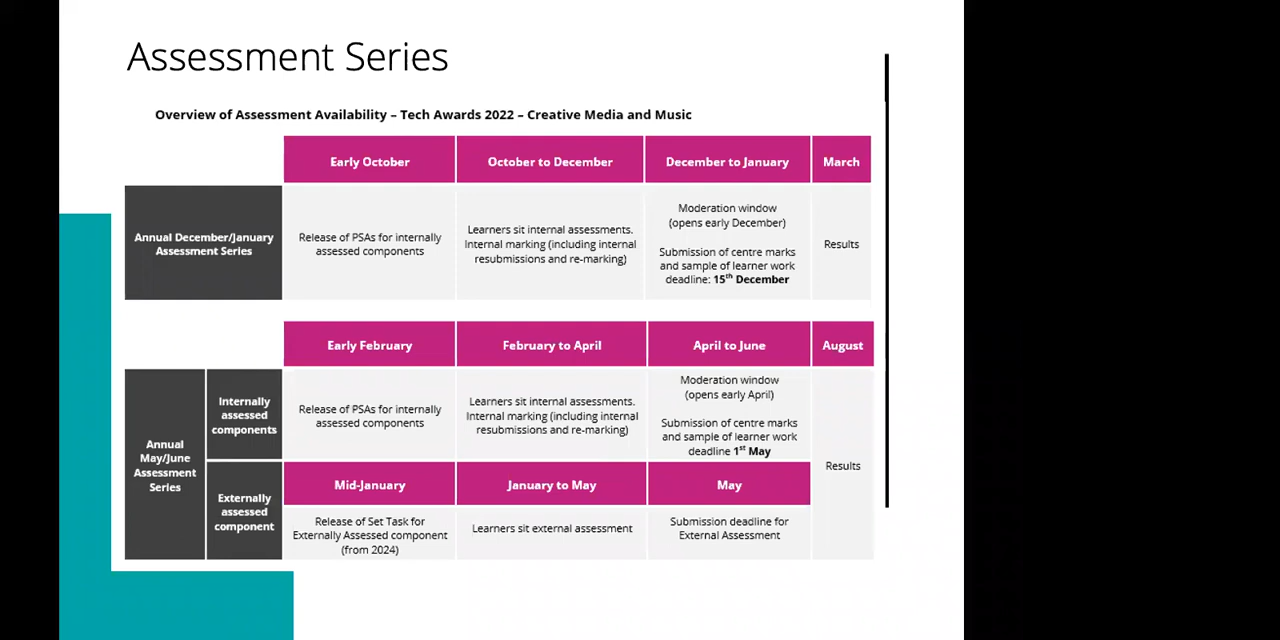 Assessment Series
Overview of Assessment Availability – Tech Awards 2022 – Creative Media and Music
Early October
October to December
December to January
March
Annual December/January
Assessment Series
Release of PSAs for internally
assessed components
Learners sit internal assessments.
Internal marking (including internal
resubmissions and re-marking)
Moderation window
(opens early December)
Submission of centre marks
and sample of learner work
deadline: 15th December
Results
Early February
February to April
April to June
August
Annual
May/June
Assessment
Series
Internally
assessed
components
Release of PSAs for internally
assessed components
Learners sit internal assessments.
Internal marking (including internal
resubmissions and re-marking)
Moderation window
(opens early April)
Submission of centre marks
and sample of learner work
deadline 1st May
Results
Externally
assessed
component
Mid-January
January to May
May
Release of Set Task for
Externally Assessed component
(from 2024)
Learners sit external assessment
Submission deadline for
External Assessment